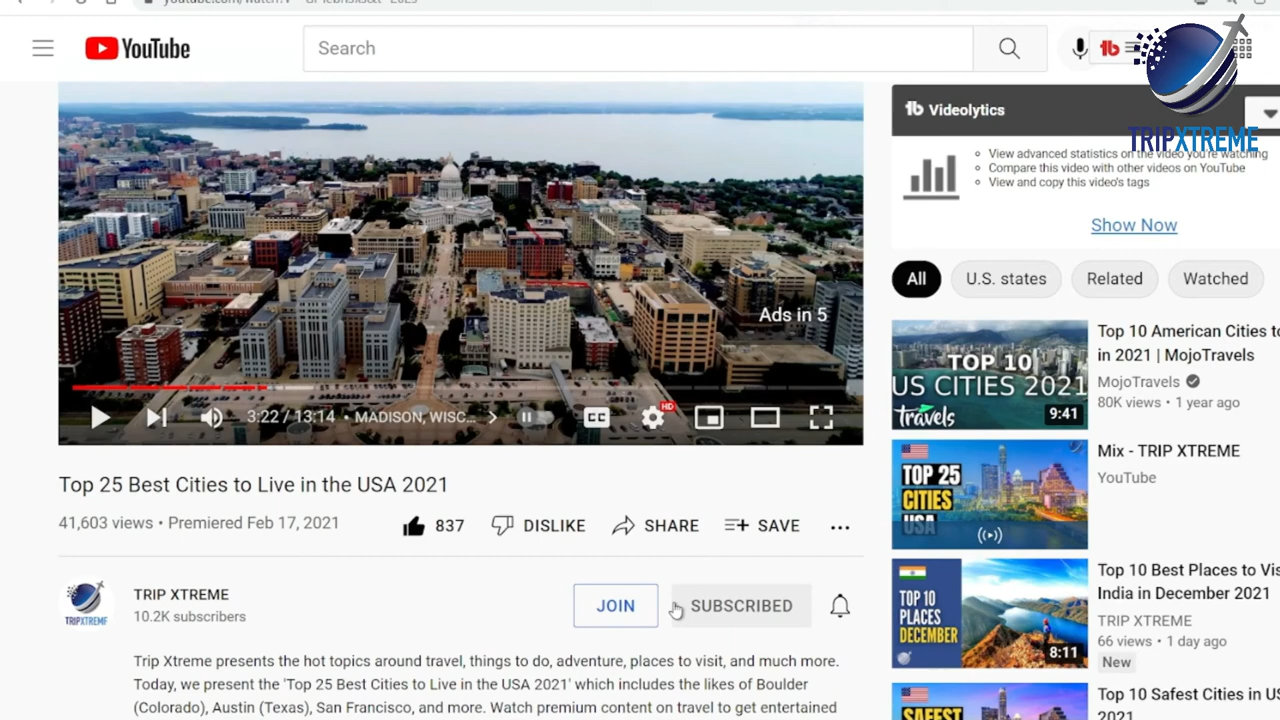 YouTube
Search
TRIPXTREME
Videolytics
View advanced statistics on the video you're watching
Compare this video with other videos on YouTube
View and copy this video's tags
Show Now
Ads in 5
3:22 / 13:14 • MADISON, WISC...
CC
HD
All
U.S. states
Related
Watched
TOP 10
US CITIES 2021
travels
9:41
Top 10 American Cities to
in 2021 | MojoTravels
MojoTravels
80K views • 1 year ago
Top 25 Best Cities to Live in the USA 2021
41,603 views • Premiered Feb 17, 2021
837
DISLIKE
SHARE
SAVE
TOP 25
CITIES
USA
Mix - TRIP XTREME
YouTube
TRIP XTREME
10.2K subscribers
JOIN
SUBSCRIBED
TRIPXTREME
TOP 10
PLACES
DECEMBER
8:11
Top 10 Best Places to Vis
India in December 2021
TRIP XTREME
66 views • 1 day ago
New
Trip Xtreme presents the hot topics around travel, things to do, adventure, places to visit, and much more.
Today, we present the 'Top 25 Best Cities to Live in the USA 2021' which includes the likes of Boulder
(Colorado), Austin (Texas), San Francisco, and more. Watch premium content on travel to get entertained
SAFEST
Top 10 Safest Cities in US
2021